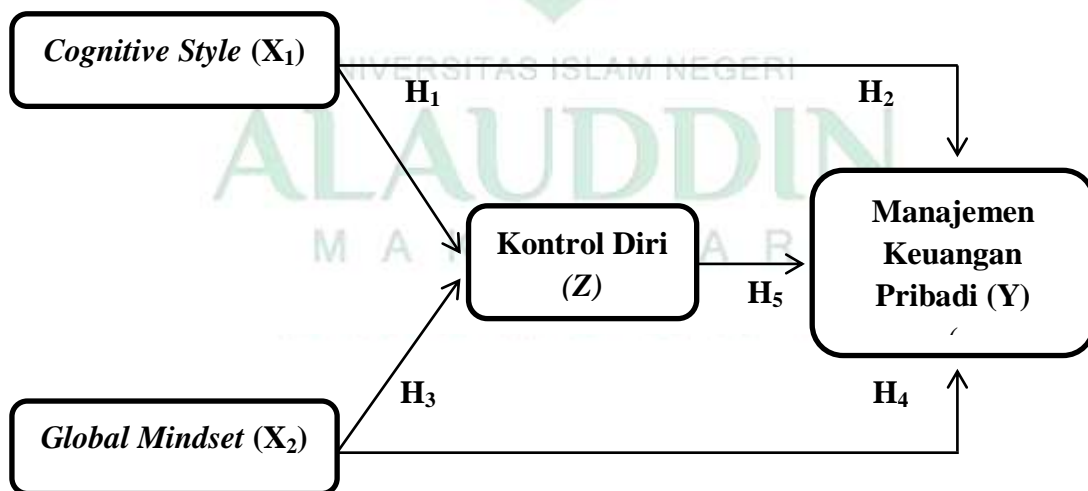 Cognitive Style (X₁)
UNIVERSITAS ISLAM NEGERI
H₁
H₂
ALAUDDIN
Manajemen
Keuangan
Pribadi (Y)
Kontrol Diri
(Z)
H₅
H₃
H₄
Global Mindset (X₂)